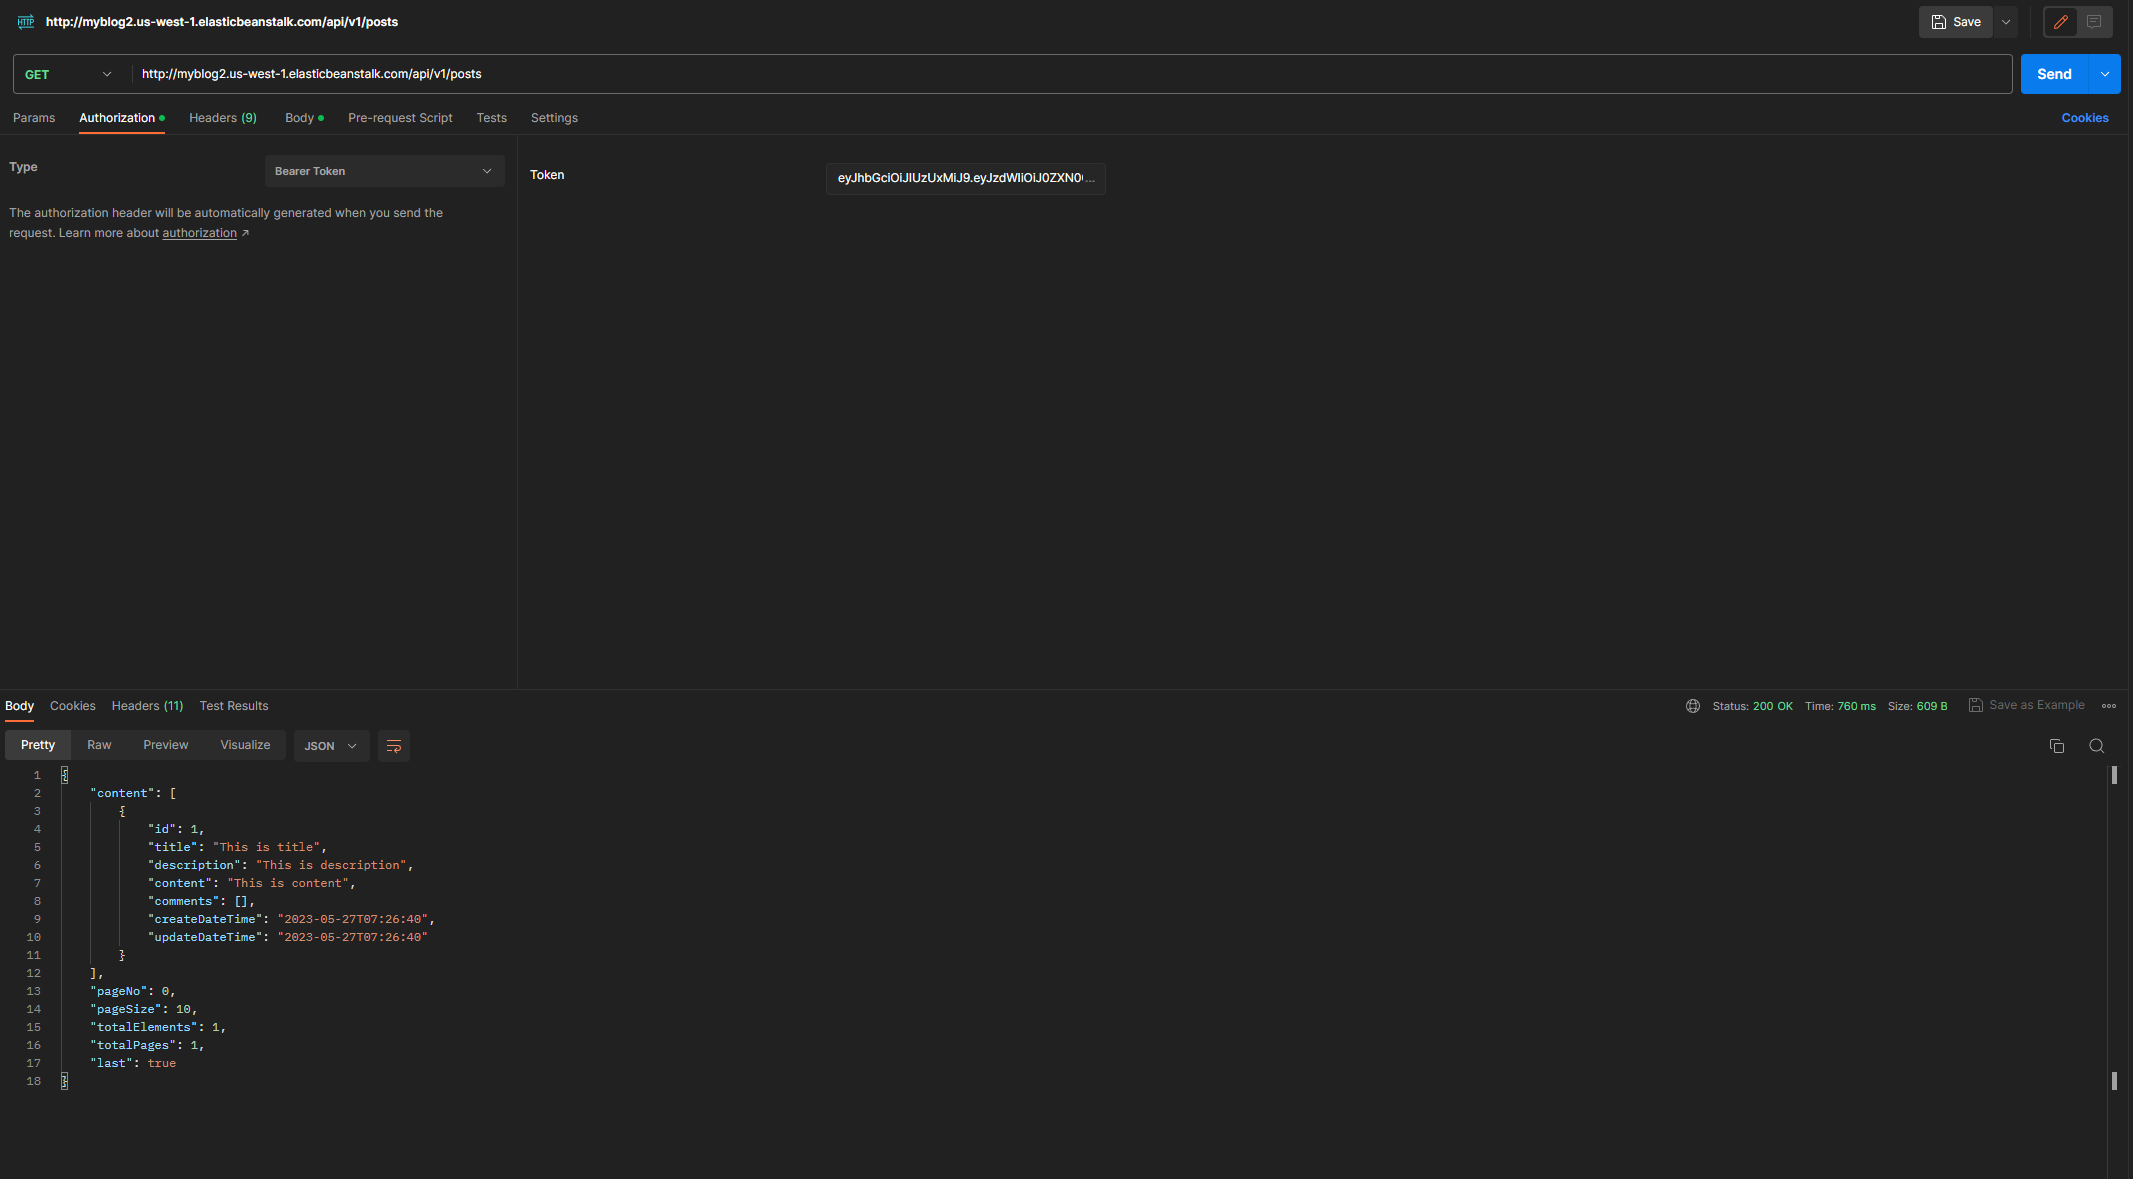 HTTP http://myblog2.us-west-1.elasticbeanstalk.com/api/v1/posts Save
GET http://myblog2.us-west-1.elasticbeanstalk.com/api/v1/posts Send
Params Authorization Headers (9) Body Pre-request Script Tests Settings Cookies
Type Bearer Token
Token eyJhbGciOiJIUzUxMiJ9.eyJzdWIiOiJ0ZXN0...
The authorization header will be automatically generated when you send the
request. Learn more about authorization ↗
Body Cookies Headers (11) Test Results Status: 200 OK Time: 760 ms Size: 609 B Save as Example
Pretty Raw Preview Visualize JSON
1 {
2 "content": [
3 {
4 "id": 1,
5 "title": "This is title",
6 "description": "This is description",
7 "content": "This is content",
8 "comments": [],
9 "createDateTime": "2023-05-27T07:26:40",
10 "updateDateTime": "2023-05-27T07:26:40"
11 }
12 ],
13 "pageNo": 0,
14 "pageSize": 10,
15 "totalElements": 1,
16 "totalPages": 1,
17 "last": true
18 }